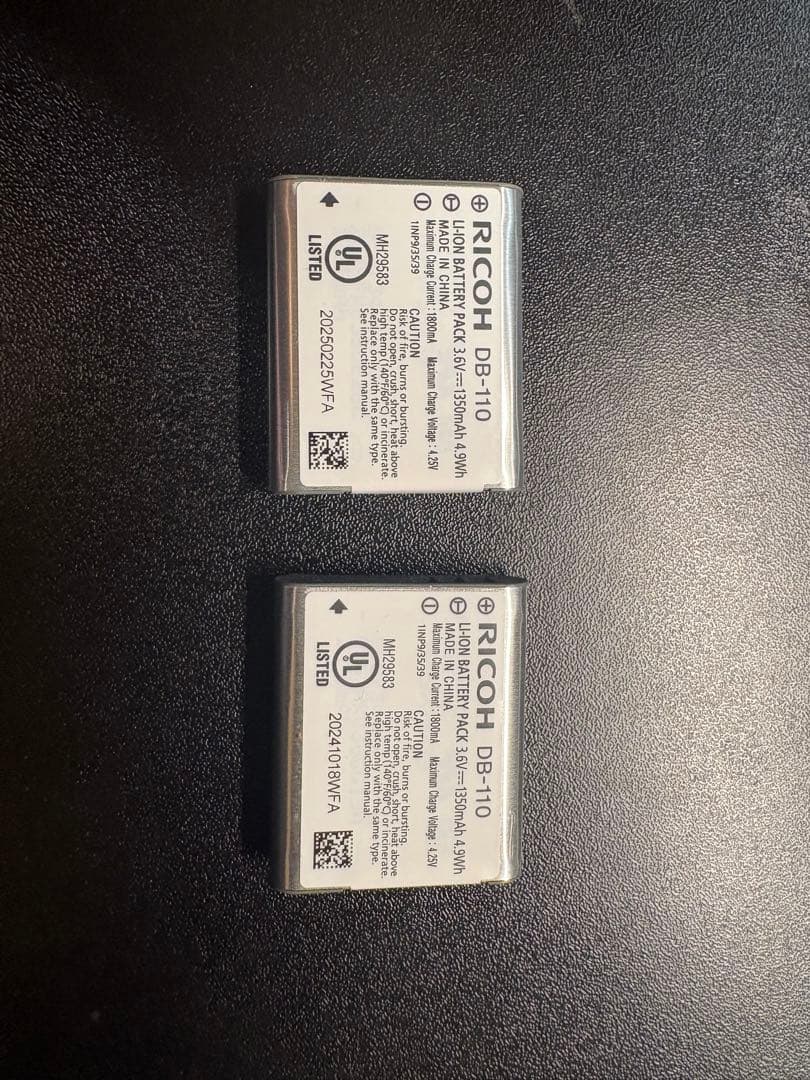 RICOH DB-110
LI-ION BATTERY PACK 3.6V⎓1350mAh 4.9Wh
MADE IN CHINA
Maximum Charge Current : 1800mA Maximum Charge Voltage : 4.25V
1INP9/35/39
⊕
Ⓣ
⊖
CAUTION
Risk of fire, burns or bursting.
Do not open, crush, short, heat above
high temp (140°F/60°C) or incinerate.
Replace only with the same type.
See instruction manual.
MH29583
UL
LISTED
20250225WFA
RICOH DB-110
LI-ION BATTERY PACK 3.6V⎓1350mAh 4.9Wh
MADE IN CHINA
Maximum Charge Current : 1800mA Maximum Charge Voltage : 4.25V
1INP9/35/39
⊕
Ⓣ
⊖
CAUTION
Risk of fire, burns or bursting.
Do not open, crush, short, heat above
high temp (140°F/60°C) or incinerate.
Replace only with the same type.
See instruction manual.
MH29583
UL
LISTED
20241018WFA